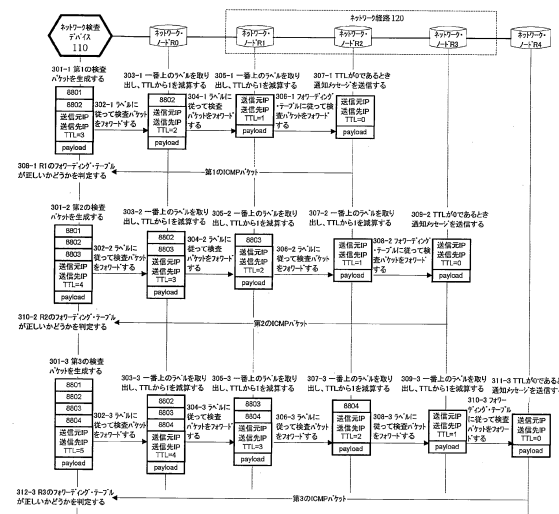 ネットワーク検査
デバイス
110
ネットワーク・
ノードR0
ネットワーク経路120
ネットワーク・
ノードR1
ネットワーク・
ノードR2
ネットワーク・
ノードR3
ネットワーク・
ノードR4
301-1 第1の検査
パケットを生成する
8801
8802
送信元IP
送信先IP
TTL=3
payload
302-1 ラベルに
従って検査パケット
をフォワードする
303-1 一番上のラベルを取り
出し、TTLから1を減算する
8802
送信元IP
送信先IP
TTL=2
payload
304-1 ラベルに
従って検査パケット
をフォワードする
305-1 一番上のラベルを取り
出し、TTLから1を減算する
送信元IP
送信先IP
TTL=1
payload
306-1 フォワーディング・
テーブルに従って検査
パケットをフォワード
する
307-1 TTLが0であるとき
通知メッセージを送信する
送信元IP
送信先IP
TTL=0
payload
308-1 R1のフォワーディング・テーブル
が正しいかどうかを判定する
第1のICMPパケット
301-2 第2の検査
パケットを生成する
8801
8802
8803
送信元IP
送信先IP
TTL=4
payload
302-2 ラベルに
従って検査パケット
をフォワードする
303-2 一番上のラベルを取り
出し、TTLから1を減算する
8802
8803
送信元IP
送信先IP
TTL=3
payload
304-2 ラベルに
従って検査
パケットをフォワード
する
305-2 一番上のラベルを取り
出し、TTLから1を減算する
8803
送信元IP
送信先IP
TTL=2
payload
306-2 ラベルに
従って検査パケット
をフォワードする
307-2 一番上のラベルを取り
出し、TTLから1を減算する
送信元IP
送信先IP
TTL=1
payload
308-2 フォワーディング・
テーブルに従って検査
パケットをフォワード
する
309-2 TTLが0であるとき
通知メッセージを送信する
送信元IP
送信先IP
TTL=0
payload
310-2 R2のフォワーディング・テーブル
が正しいかどうかを判定する
第2のICMPパケット
301-3 第3の検査
パケットを生成する
8801
8802
8803
8804
送信元IP
送信先IP
TTL=5
payload
302-3 ラベルに
従って検査パケット
をフォワードする
303-3 一番上のラベルを取り
出し、TTLから1を減算する
8802
8803
8804
送信元IP
送信先IP
TTL=4
payload
304-3 ラベルに
従って検査
パケットをフォワード
する
305-3 一番上のラベルを取り
出し、TTLから1を減算する
8803
8804
送信元IP
送信先IP
TTL=3
payload
306-3 ラベルに
従って検査パケット
をフォワードする
307-3 一番上のラベルを取り
出し、TTLから1を減算する
8804
送信元IP
送信先IP
TTL=2
payload
308-3 ラベルに
従って検査パケット
をフォワードする
309-3 一番上のラベルを取り
出し、TTLから1を減算する
送信元IP
送信先IP
TTL=1
payload
310-3 フォワー
ディング・テーブル
に従って検査
パケットを
フォワード
する
311-3 TTLが0であると
通知メッセージを送信す
送信元IP
送信先IP
TTL=0
payload
312-3 R3のフォワーディング・テーブル
が正しいかどうかを判定する
第3のICMPパケット